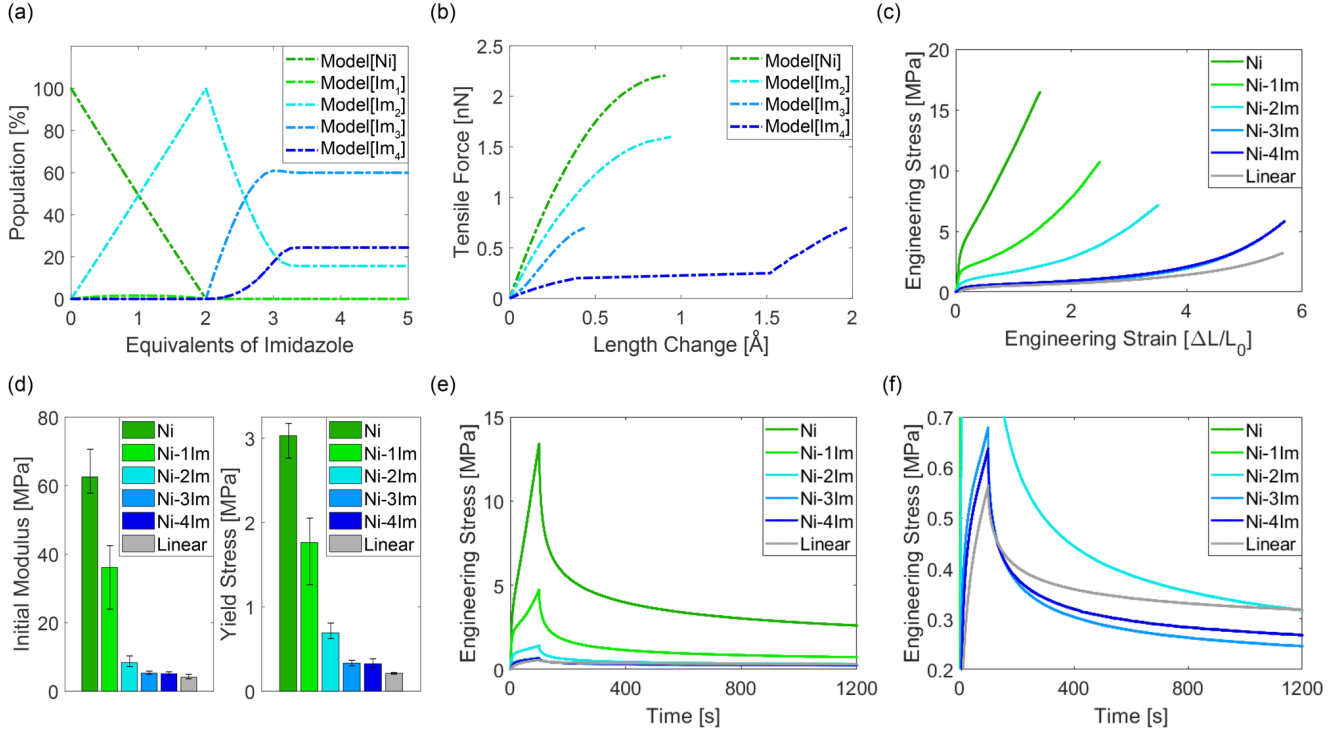 (a)
Population [%]
100
80
60
40
20
0
0
1
2
3
4
5
Equivalents of Imidazole
Model[Ni]
Model[Im1]
Model[Im2]
Model[Im3]
Model[Im4]
(b)
Tensile Force [nN]
2.5
2
1.5
1
0.5
0
0
0.5
1
1.5
2
Length Change [Å]
Model[Ni]
Model[Im2]
Model[Im3]
Model[Im4]
(c)
Engineering Stress [MPa]
20
15
10
5
0
0
2
4
6
Engineering Strain [ΔL/L0]
Ni
Ni-1Im
Ni-2Im
Ni-3Im
Ni-4Im
Linear
(d)
Initial Modulus [MPa]
80
60
40
20
0
Ni
Ni-1Im
Ni-2Im
Ni-3Im
Ni-4Im
Linear
Yield Stress [MPa]
3
2
1
0
Ni
Ni-1Im
Ni-2Im
Ni-3Im
Ni-4Im
Linear
(e)
Engineering Stress [MPa]
15
10
5
0
0
400
800
1200
Time [s]
Ni
Ni-1Im
Ni-2Im
Ni-3Im
Ni-4Im
Linear
(f)
Engineering Stress [MPa]
0.7
0.6
0.5
0.4
0.3
0.2
0
400
800
1200
Time [s]
Ni
Ni-1Im
Ni-2Im
Ni-3Im
Ni-4Im
Linear